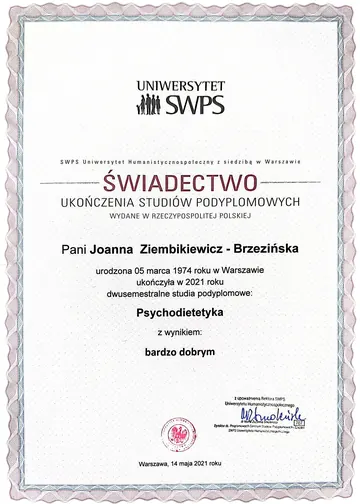 UNIWERSYTET
SWPS
SWPS Uniwersytet Humanistycznospołeczny z siedzibą w Warszawie
ŚWIADECTWO
UKOŃCZENIA STUDIÓW PODYPLOMOWYCH
WYDANE W RZECZYPOSPOLITEJ POLSKIEJ
Pani Joanna Ziembikiewicz - Brzezińska
urodzona 05 marca 1974 roku w Warszawie
ukończyła w 2021 roku
dwusemestralne studia podyplomowe:
Psychodietetyka
z wynikiem:
bardzo dobrym
z upoważnienia Rektora SWPS
Uniwersytetu Humanistycznospołecznego
Warszawa, 14 maja 2021 roku